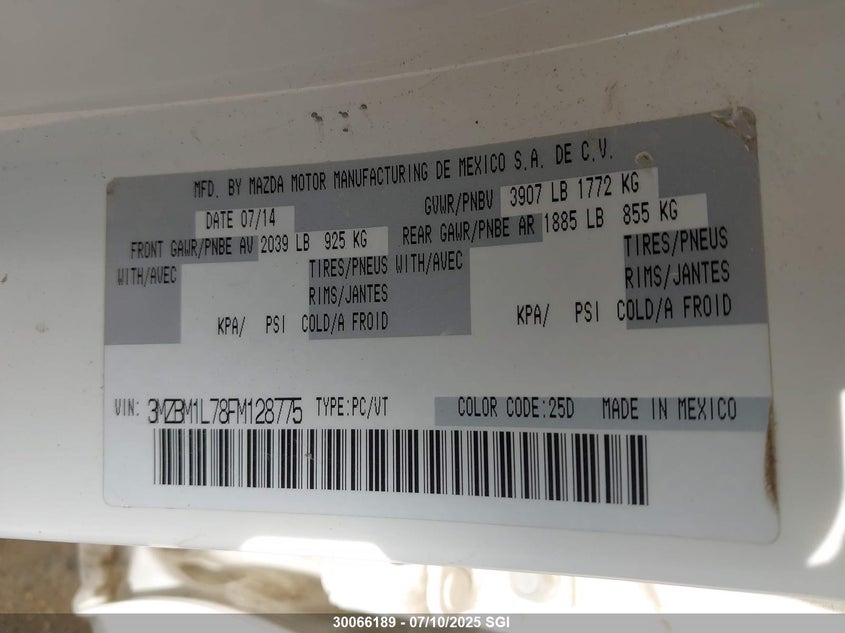 MFD. BY MAZDA MOTOR MANUFACTURING DE MEXICO S.A. DE C.V.
DATE 07/14 GVWR/PNBV 3907 LB 1772 KG
FRONT GAWR/PNBE AV 2039 LB 925 KG REAR GAWR/PNBE AR 1885 LB 855 KG
WITH/AVEC TIRES/PNEUS WITH/AVEC TIRES/PNEUS
RIMS/JANTES RIMS/JANTES
KPA/ PSI COLD/A FROID KPA/ PSI COLD/A FROID
VIN: 3MZBM1L78FM128775 TYPE:PC/VT COLOR CODE:25D MADE IN MEXICO
30066189 - 07/10/2025 SGI